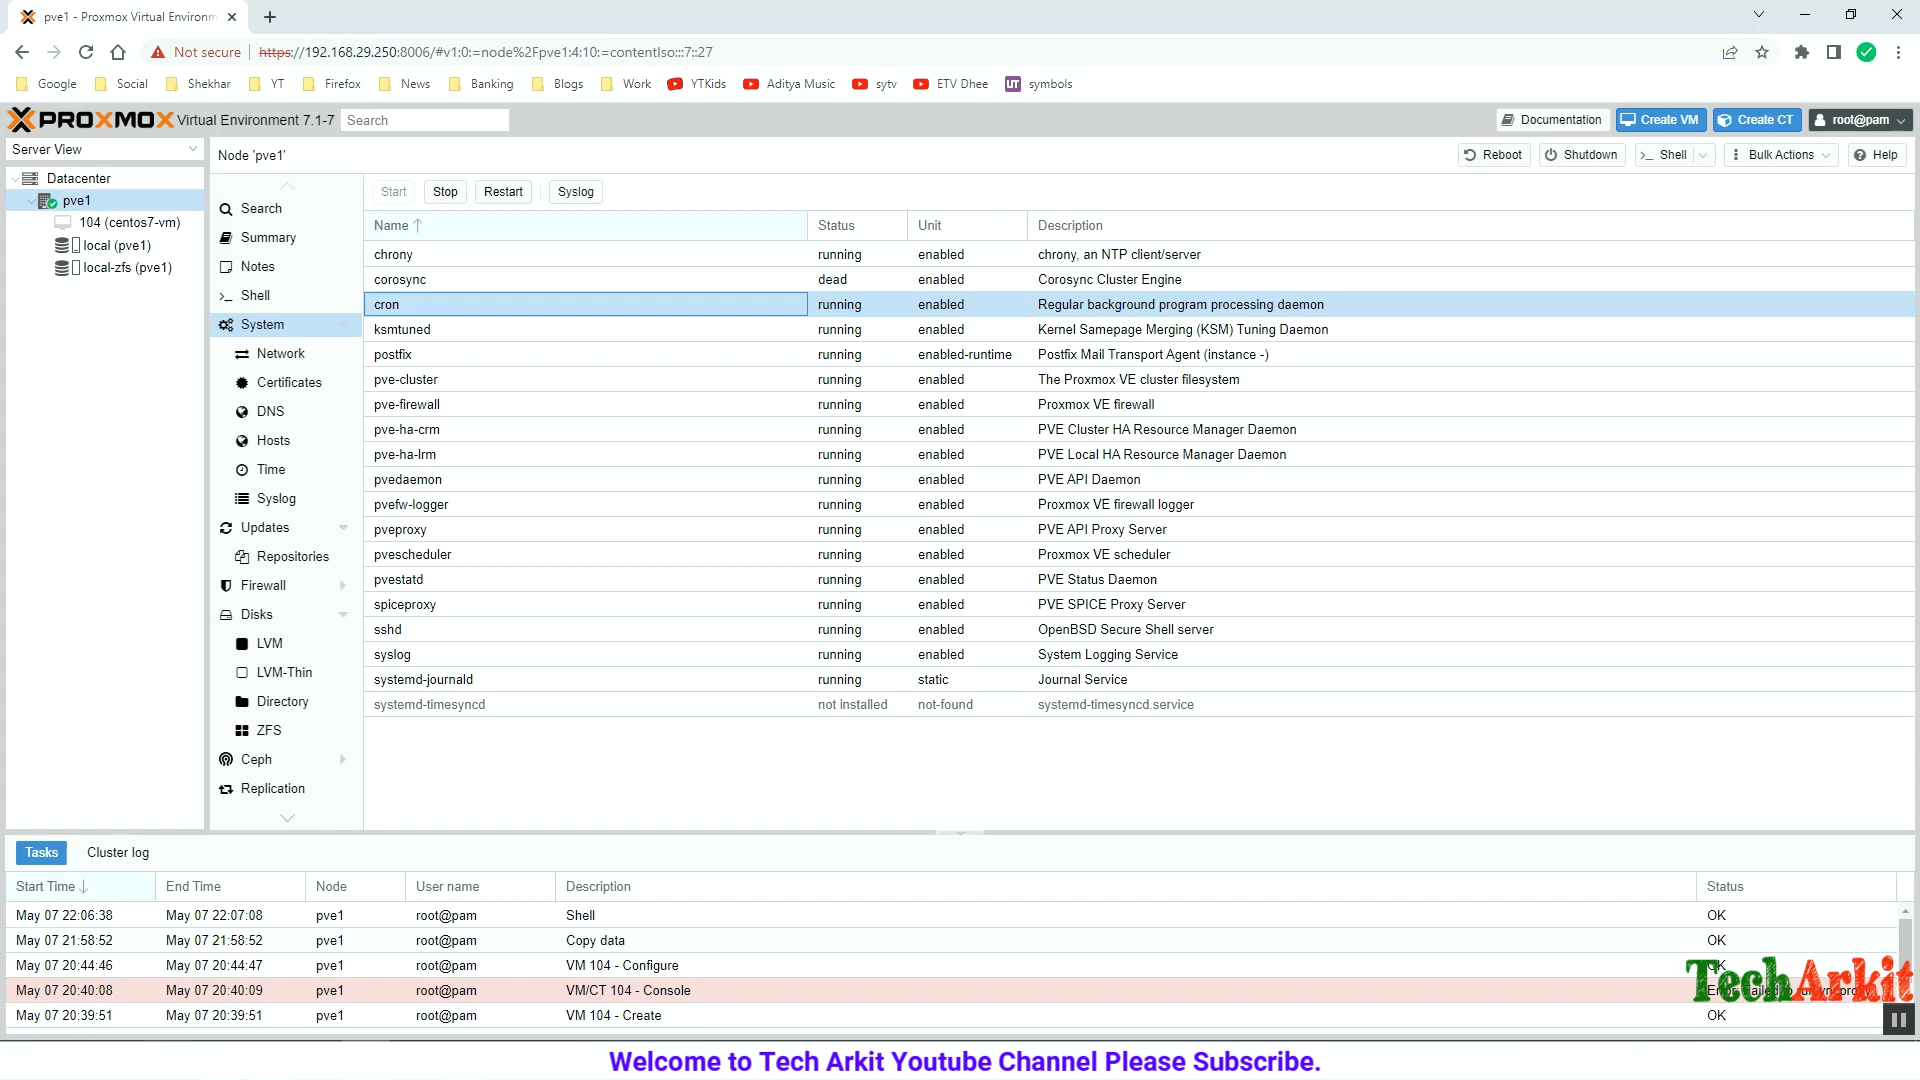 pve1 - Proxmox Virtual Environm
Not secure https://192.168.29.250:8006/#v1:0:=node%2Fpve1:4:10:=contentIso:::7::27
Google Social Shekhar YT Firefox News Banking Blogs Work YTKids Aditya Music sytv ETV Dhee UT symbols
PROXMOX Virtual Environment 7.1-7 Search Documentation Create VM Create CT root@pam
Server View
Datacenter
pve1
104 (centos7-vm)
local (pve1)
local-zfs (pve1)
Node 'pve1' Reboot Shutdown Shell Bulk Actions Help
Search
Summary
Notes
Shell
System
Network
Certificates
DNS
Hosts
Time
Syslog
Updates
Repositories
Firewall
Disks
LVM
LVM-Thin
Directory
ZFS
Ceph
Replication
Start Stop Restart Syslog
Name Status Unit Description
chrony running enabled chrony, an NTP client/server
corosync dead enabled Corosync Cluster Engine
cron running enabled Regular background program processing daemon
ksmtuned running enabled Kernel Samepage Merging (KSM) Tuning Daemon
postfix running enabled-runtime Postfix Mail Transport Agent (instance -)
pve-cluster running enabled The Proxmox VE cluster filesystem
pve-firewall running enabled Proxmox VE firewall
pve-ha-crm running enabled PVE Cluster HA Resource Manager Daemon
pve-ha-lrm running enabled PVE Local HA Resource Manager Daemon
pvedaemon running enabled PVE API Daemon
pvefw-logger running enabled Proxmox VE firewall logger
pveproxy running enabled PVE API Proxy Server
pvescheduler running enabled Proxmox VE scheduler
pvestatd running enabled PVE Status Daemon
spiceproxy running enabled PVE SPICE Proxy Server
sshd running enabled OpenBSD Secure Shell server
syslog running enabled System Logging Service
systemd-journald running static Journal Service
systemd-timesyncd not installed not-found systemd-timesyncd.service
Tasks Cluster log
Start Time End Time Node User name Description Status
May 07 22:06:38 May 07 22:07:08 pve1 root@pam Shell OK
May 07 21:58:52 May 07 21:58:52 pve1 root@pam Copy data OK
May 07 20:44:46 May 07 20:44:47 pve1 root@pam VM 104 - Configure OK
May 07 20:40:08 May 07 20:40:09 pve1 root@pam VM/CT 104 - Console
May 07 20:39:51 May 07 20:39:51 pve1 root@pam VM 104 - Create OK
TechArkit
Welcome to Tech Arkit Youtube Channel Please Subscribe.